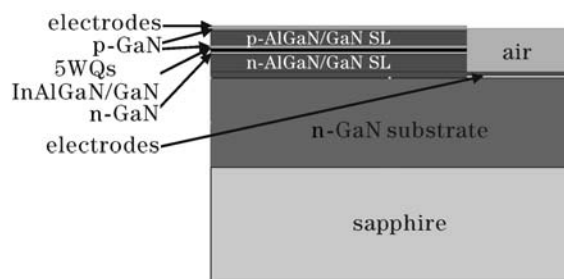 electrodes
p-GaN
5WQs
InAlGaN/GaN
n-GaN
electrodes
p-AlGaN/GaN SL
n-AlGaN/GaN SL
air
n-GaN substrate
sapphire